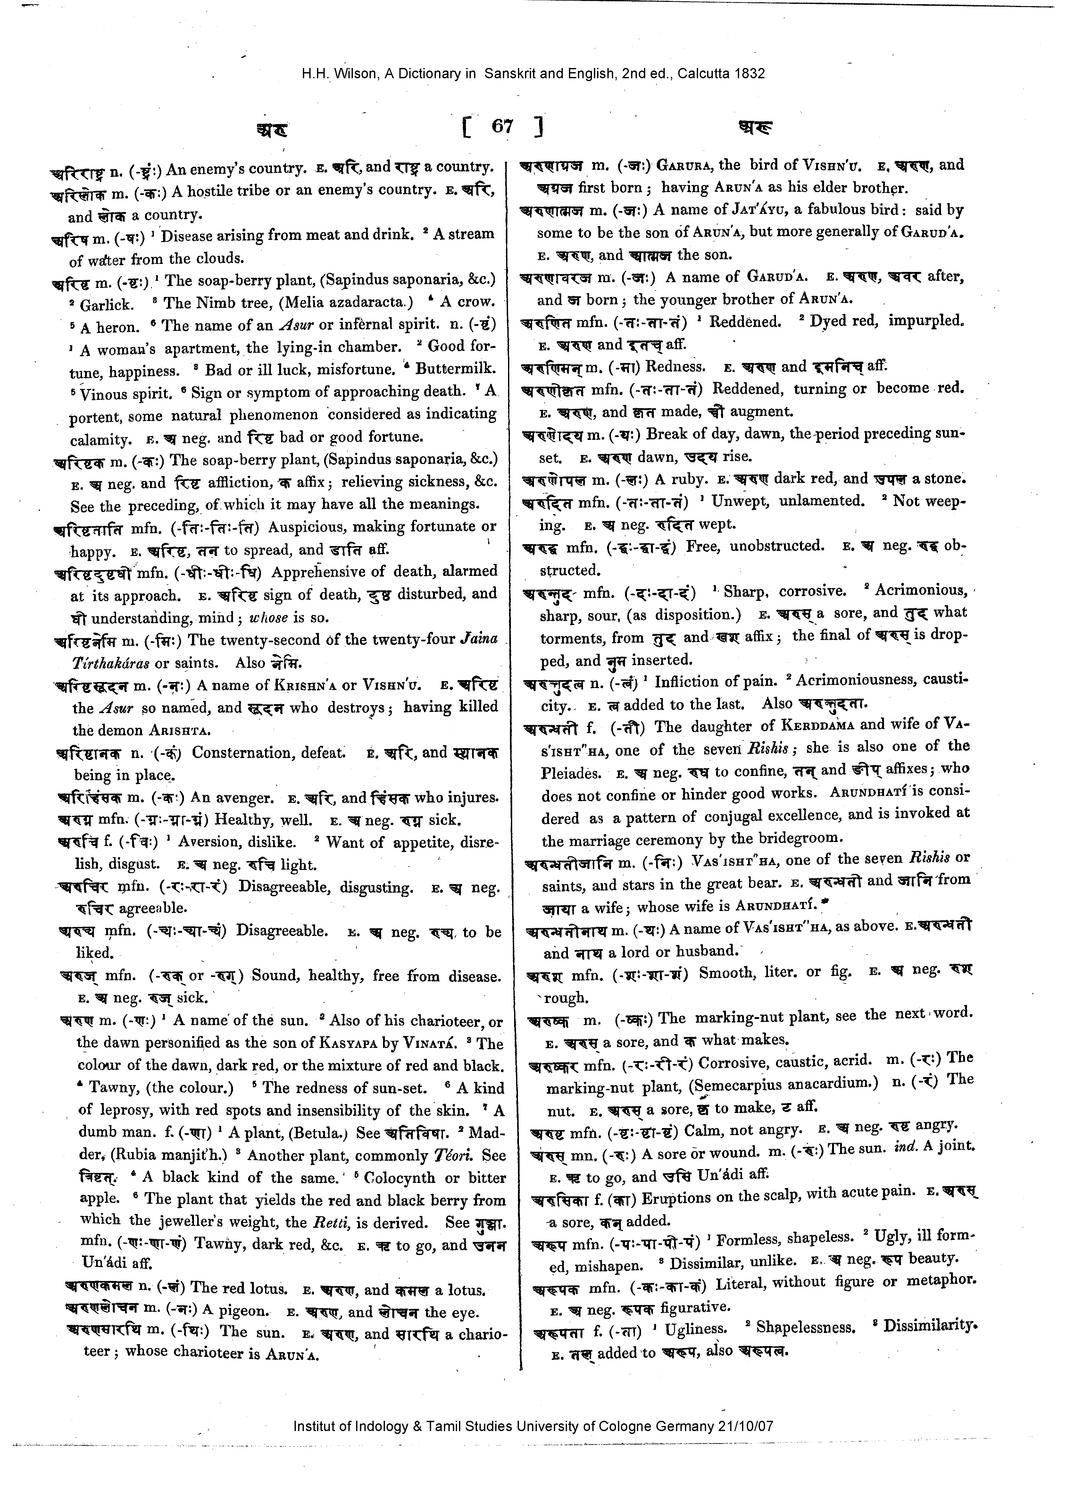 H.H. Wilson, A Dictionary in Sanskrit and English, 2nd ed., Calcutta 1832
अरु [ 67 ] अरू
अरिराष्ट्र n. (-ष्ट्रं) An enemy's country. E. अरि, and राष्ट्र a country.
अरिलोक m. (-कः) A hostile tribe or an enemy's country. E. अरि,
and लोक a country.
अरिष m. (-षः) ¹ Disease arising from meat and drink. ² A stream
of water from the clouds.
अरिष्ट m. (-ष्टः) ¹ The soap-berry plant, (Sapindus saponaria, &c.)
² Garlick. ³ The Nimb tree, (Melia azadaracta.) ⁴ A crow.
⁵ A heron. ⁶ The name of an Asur or infernal spirit. n. (-ष्टं)
¹ A woman's apartment, the lying-in chamber. ² Good for-
tune, happiness. ³ Bad or ill luck, misfortune. ⁴ Buttermilk.
⁵ Vinous spirit. ⁶ Sign or symptom of approaching death. ⁷ A
portent, some natural phenomenon considered as indicating
calamity. E. अ neg. and रिष्ट bad or good fortune.
अरिष्टक m. (-कः) The soap-berry plant, (Sapindus saponaria, &c.)
E. अ neg. and रिष्ट affliction, क affix; relieving sickness, &c.
See the preceding, of which it may have all the meanings.
अरिष्टताति mfn. (-तिः-तिः-ति) Auspicious, making fortunate or
happy. E. अरिष्ट, तन to spread, and डाति aff.
अरिष्टदुष्टधी mfn. (-धीः-धीः-धि) Apprehensive of death, alarmed
at its approach. E. अरिष्ट sign of death, दुष्ट disturbed, and
धी understanding, mind; whose is so.
अरिष्टनेमि m. (-मिः) The twenty-second of the twenty-four Jaina
Tírthakáras or saints. Also नेमि.
अरिष्टसूदन m. (-नः) A name of KRISHN'A or VISHN'U. E. अरिष्ट
the Asur so named, and सूदन who destroys; having killed
the demon ARISHTA.
अरिष्ठानक n. (-कं) Consternation, defeat. E. अरि, and स्थानक
being in place.
अरिहिंसक m. (-कः) An avenger. E. अरि, and हिंसक who injures.
अरुग्न mfn. (-ग्नः-ग्ना-ग्नं) Healthy, well. E. अ neg. रुग्न sick.
अरुचि f. (-चिः) ¹ Aversion, dislike. ² Want of appetite, disre-
lish, disgust. E. अ neg. रुचि light.
अरुचिर mfn. (-रः-रा-रं) Disagreeable, disgusting. E. अ neg.
रुचिर agreeable.
अरुच्य mfn. (-च्यः-च्या-च्यं) Disagreeable. E. अ neg. रुच्य to be
liked.
अरुज् mfn. (-रुक् or -रुग्) Sound, healthy, free from disease.
E. अ neg. रुज् sick.
अरुण m. (-णः) ¹ A name of the sun. ² Also of his charioteer, or
the dawn personified as the son of KASYAPA by VINATÁ. ³ The
colour of the dawn, dark red, or the mixture of red and black.
⁴ Tawny, (the colour.) ⁵ The redness of sun-set. ⁶ A kind
of leprosy, with red spots and insensibility of the skin. ⁷ A
dumb man. f. (-णा) ¹ A plant, (Betula.) See अतिविषा. ² Mad-
der, (Rubia manjit'h.) ³ Another plant, commonly Téori. See
त्रिवृत्. ⁴ A black kind of the same. ⁵ Colocynth or bitter
apple. ⁶ The plant that yields the red and black berry from
which the jeweller's weight, the Retti, is derived. See गुञ्जा.
mfn. (-णः-णा-णं) Tawny, dark red, &c. E. ऋ to go, and उनन
Un'ádi aff.
अरुणकमल n. (-लं) The red lotus. E. अरुण, and कमल a lotus.
अरुणलोचन m. (-नः) A pigeon. E. अरुण, and लोचन the eye.
अरुणसारथि m. (-थिः) The sun. E. अरुण, and सारथि a chario-
teer; whose charioteer is ARUN'A.
अरुणाग्रज m. (-जः) GARURA, the bird of VISHN'U. E. अरुण, and
अग्रज first born; having ARUN'A as his elder brother.
अरुणात्मज m. (-जः) A name of JAT'ÁYU, a fabulous bird: said by
some to be the son of ARUN'A, but more generally of GARUD'A.
E. अरुण, and आत्मज the son.
अरुणावरज m. (-जः) A name of GARUD'A. E. अरुण, अवर after,
and ज born; the younger brother of ARUN'A.
अरुणित mfn. (-तः-ता-तं) ¹ Reddened. ² Dyed red, impurpled.
E. अरुण and इतच् aff.
अरुणिमन् m. (-मा) Redness. E. अरुण and इमनिच् aff.
अरुणीकृत mfn. (-तः-ता-तं) Reddened, turning or become red.
E. अरुण, and कृत made, च्वी augment.
अरुणोदय m. (-यः) Break of day, dawn, the period preceding sun-
set. E. अरुण dawn, उदय rise.
अरुणोपल m. (-लः) A ruby. E. अरुण dark red, and उपल a stone.
अरुदित mfn. (-तः-ता-तं) ¹ Unwept, unlamented. ² Not weep-
ing. E. अ neg. रुदित wept.
अरुद्ध mfn. (-द्धः-द्धा-द्धं) Free, unobstructed. E. अ neg. रुद्ध ob-
structed.
अरुन्तुद mfn. (-दः-दा-दं) ¹ Sharp, corrosive. ² Acrimonious,
sharp, sour, (as disposition.) E. अरुस् a sore, and तुद what
torments, from तुद् and खश् affix; the final of अरुस् is drop-
ped, and नुम inserted.
अरुन्तुदत्व n. (-त्वं) ¹ Infliction of pain. ² Acrimoniousness, causti-
city. E. त्व added to the last. Also अरुन्तुदता.
अरुन्धती f. (-ती) The daughter of KERDDAMA and wife of VA-
S'ISHT"HA, one of the seven Rishis; she is also one of the
Pleiades. E. अ neg. रुध to confine, तन् and ङीप् affixes; who
does not confine or hinder good works. ARUNDHATÍ is consi-
dered as a pattern of conjugal excellence, and is invoked at
the marriage ceremony by the bridegroom.
अरुन्धतीजानि m. (-निः) VAS'ISHT"HA, one of the seven Rishis or
saints, and stars in the great bear. E. अरुन्धती and जानि from
जाया a wife; whose wife is ARUNDHATÍ.
अरुन्धतीनाथ m. (-थः) A name of VAS'ISHT"HA, as above. E. अरुन्धती
and नाथ a lord or husband.
अरुश्न mfn. (-श्नः-श्ना-श्नं) Smooth, liter. or fig. E. अ neg. रुश्न
rough.
अरुष्क m. (-ष्कः) The marking-nut plant, see the next word.
E. अरुस् a sore, and क what makes.
अरुष्कर mfn. (-रः-री-रं) Corrosive, caustic, acrid. m. (-रः) The
marking-nut plant, (Semecarpius anacardium.) n. (-रं) The
nut. E. अरुस् a sore, कृ to make, ट aff.
अरुष्ट mfn. (-ष्टः-ष्टा-ष्टं) Calm, not angry. E. अ neg. रुष्ट angry.
अरुस् mn. (-रुः) A sore or wound. m. (-रुः) The sun. ind. A joint.
E. ऋ to go, and उसि Un'ádi aff.
अरुंसिका f. (का) Eruptions on the scalp, with acute pain. E. अरुस्
a sore, कन् added.
अरूप mfn. (-पः-पा-पी-पं) ¹ Formless, shapeless. ² Ugly, ill form-
ed, mishapen. ³ Dissimilar, unlike. E. अ neg. रूप beauty.
अरूपक mfn. (-कः-का-कं) Literal, without figure or metaphor.
E. अ neg. रूपक figurative.
अरूपता f. (-ता) ¹ Ugliness. ² Shapelessness. ³ Dissimilarity.
E. तल् added to अरूप, also अरूपत्व.
Institut of Indology & Tamil Studies University of Cologne Germany 21/10/07